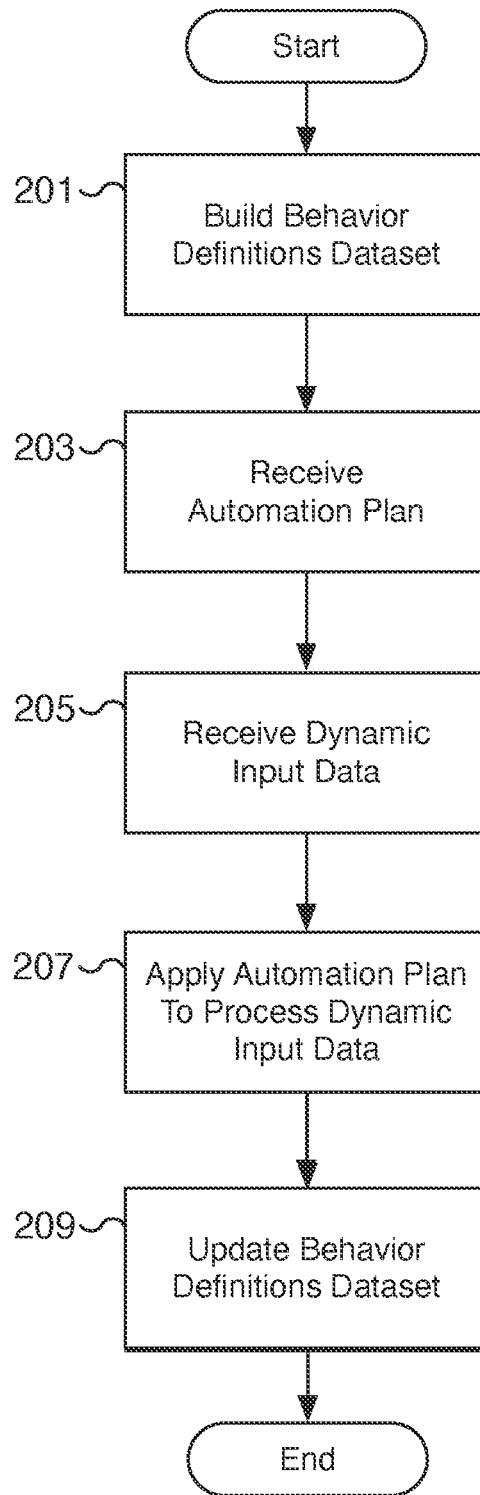 Start
201
Build Behavior
Definitions Dataset
203
Receive
Automation Plan
205
Receive Dynamic
Input Data
207
Apply Automation Plan
To Process Dynamic
Input Data
209
Update Behavior
Definitions Dataset
End